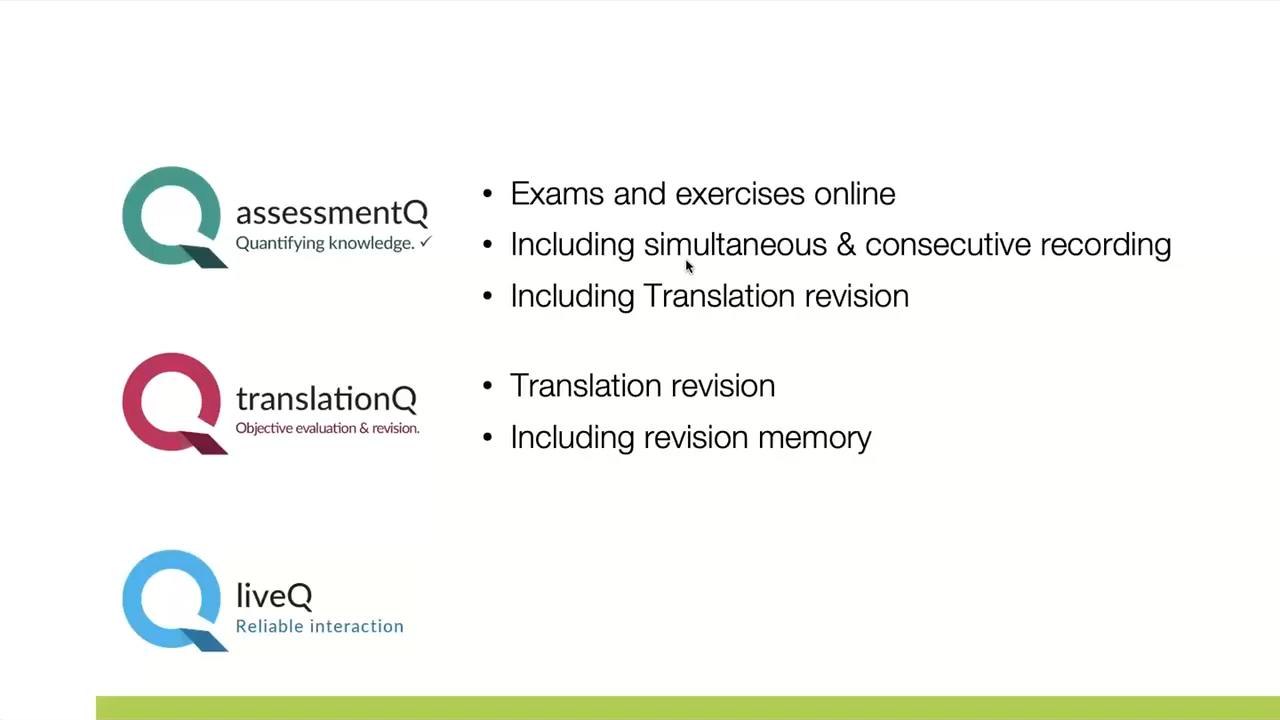 assessmentQ
Quantifying knowledge. ✓
• Exams and exercises online
• Including simultaneous & consecutive recording
• Including Translation revision
translationQ
Objective evaluation & revision.
• Translation revision
• Including revision memory
liveQ
Reliable interaction